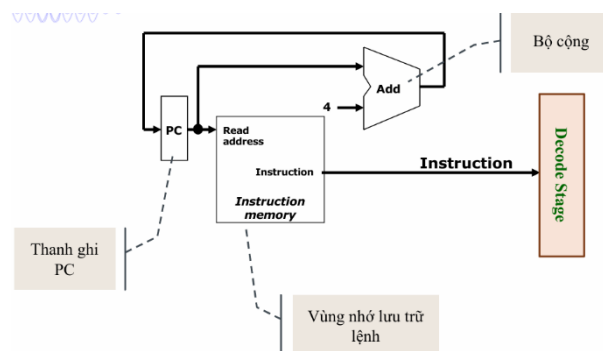 Bộ cộng
Add
4
PC
Read
address
Instruction
Instruction
memory
Instruction
Decode Stage
Thanh ghi
PC
Vùng nhớ lưu trữ
lệnh